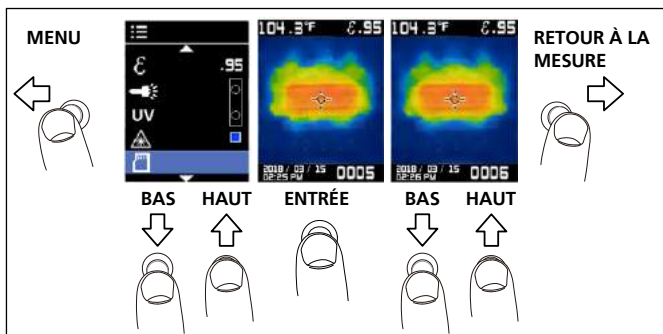 MENU
ε .95
UV
104.3°F ε.95
2018 / 03 / 15
02:25 PM 0005
104.3°F ε.95
2018 / 03 / 15
02:26 PM 0006
RETOUR À LA
MESURE
BAS HAUT ENTRÉE BAS HAUT